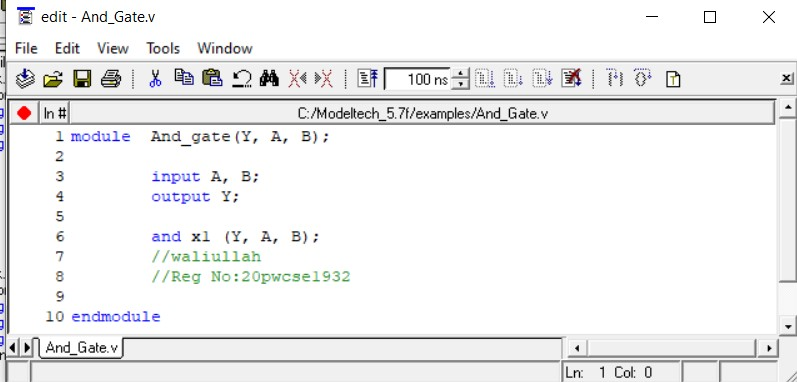 edit - And_Gate.v
File Edit View Tools Window
100 ns
ln # C:/Modeltech_5.7f/examples/And_Gate.v
1 module And_gate(Y, A, B);
2
3 input A, B;
4 output Y;
5
6 and x1 (Y, A, B);
7 //waliullah
8 //Reg No:20pwcse1932
9
10 endmodule
And_Gate.v
Ln: 1 Col: 0